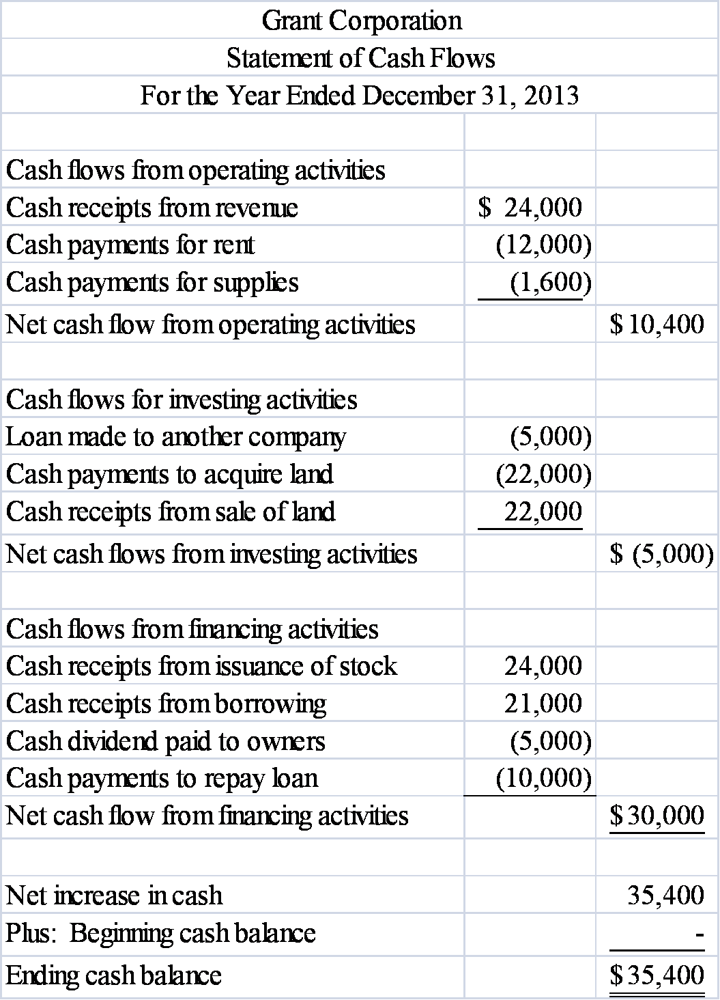 Grant Corporation
Statement of Cash Flows
For the Year Ended December 31, 2013
Cash flows from operating activities
Cash receipts from revenue $ 24,000
Cash payments for rent (12,000)
Cash payments for supplies (1,600)
Net cash flow from operating activities $ 10,400
Cash flows for investing activities
Loan made to another company (5,000)
Cash payments to acquire land (22,000)
Cash receipts from sale of land 22,000
Net cash flows from investing activities $ (5,000)
Cash flows from financing activities
Cash receipts from issuance of stock 24,000
Cash receipts from borrowing 21,000
Cash dividend paid to owners (5,000)
Cash payments to repay loan (10,000)
Net cash flow from financing activities $ 30,000
Net increase in cash 35,400
Plus: Beginning cash balance -
Ending cash balance $ 35,400